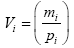 V_i = (m_i / p_i)